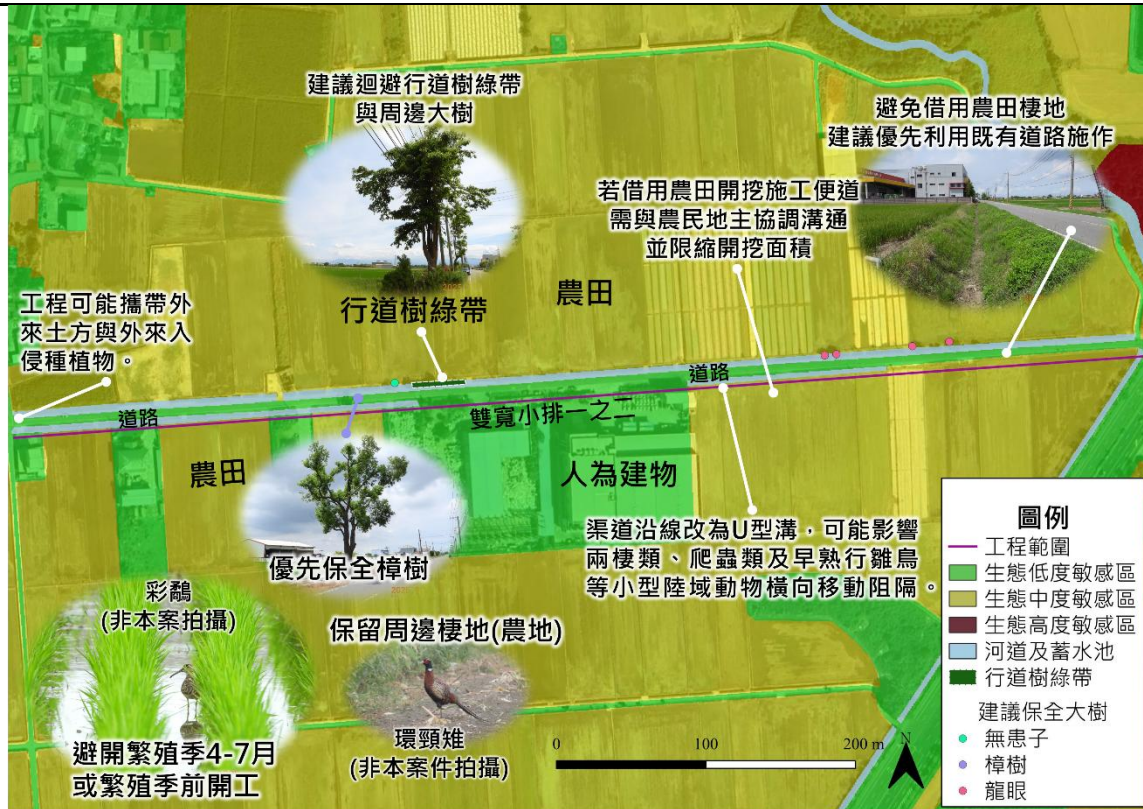 建議迴避行道樹綠帶
與周邊大樹
避免借用農田棲地
建議優先利用既有道路施作
若借用農田開挖施工便道
需與農民地主協調溝通
並限縮開挖面積
工程可能攜帶外
來土方與外來入
侵種植物。
行道樹綠帶
農田
道路
道路
雙寬小排一之二
農田
人為建物
優先保全樟樹
渠道沿線改為U型溝，可能影響
兩棲類、爬蟲類及早熟行雛鳥
等小型陸域動物橫向移動阻隔。
彩鷸
(非本案拍攝)
避開繁殖季4-7月
或繁殖季前開工
保留周邊棲地(農地)
環頸雉
(非本案件拍攝)
0 100 200 m
N
圖例
工程範圍
生態低度敏感區
生態中度敏感區
生態高度敏感區
河道及蓄水池
行道樹綠帶
建議保全大樹
無患子
樟樹
龍眼